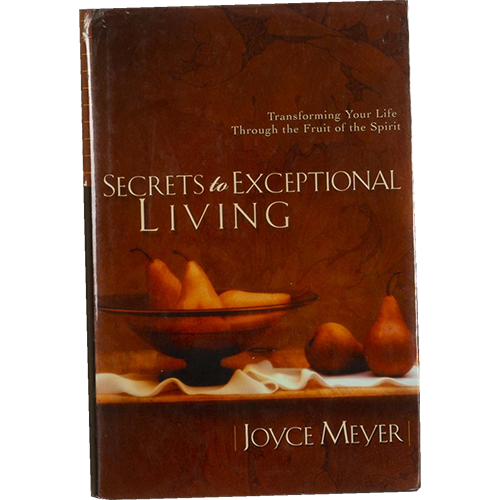 Transforming Your Life
Through the Fruit of the Spirit
SECRETS to EXCEPTIONAL
LIVING
JOYCE MEYER